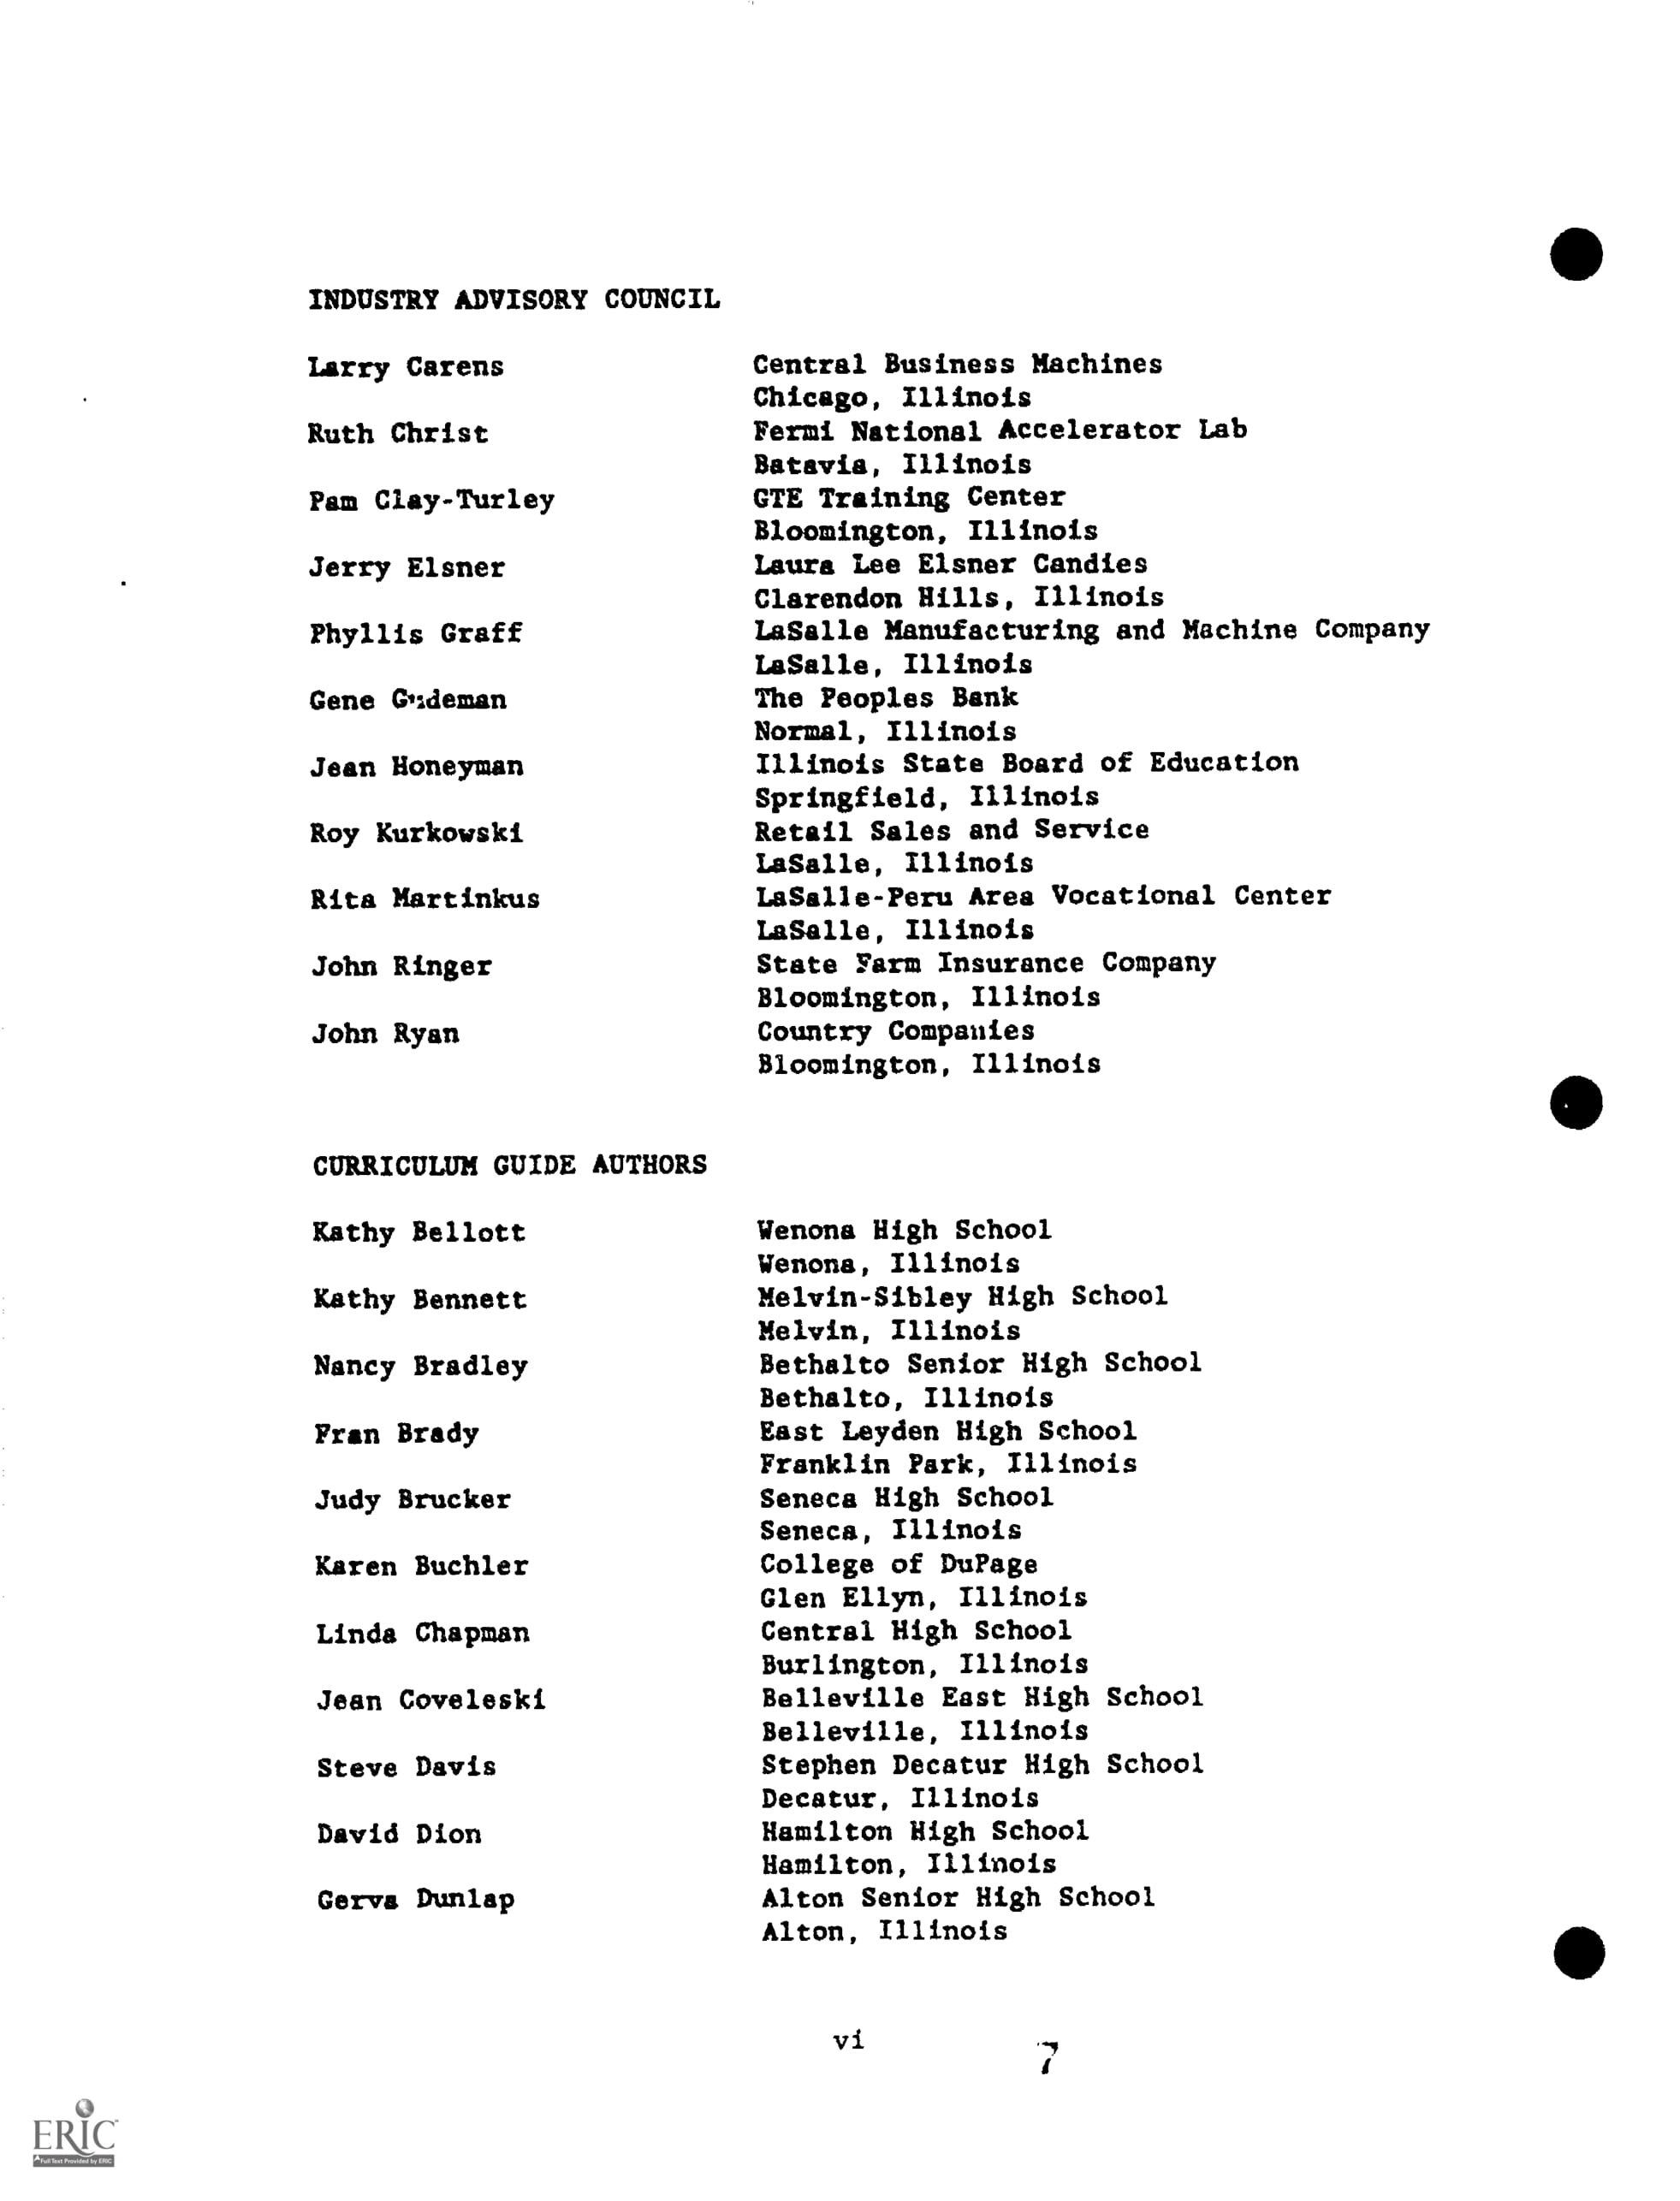 INDUSTRY ADVISORY COUNCIL
Larry Carens Central Business Machines
Chicago, Illinois
Ruth Christ Fermi National Accelerator Lab
Batavia, Illinois
Pam Clay-Turley GTE Training Center
Bloomington, Illinois
Jerry Elsner Laura Lee Elsner Candies
Clarendon Hills, Illinois
Phyllis Graff LaSalle Manufacturing and Machine Company
LaSalle, Illinois
Gene The Peoples Bank
Normal, Illinois
Jean Honeyman Illinois State Board of Education
Springfield, Illinois
Roy Kurkowski Retail Sales and Service
LaSalle, Illinois
Rita Martinkus LaSalle-Peru Area Vocational Center
LaSalle, Illinois
John Ringer State Farm Insurance Company
Bloomington, Illinois
John Ryan Country Companies
Bloomington, Illinois
CURRICULUM GUIDE AUTHORS
Kathy Bellott Wenona High School
Wenona, Illinois
Kathy Bennett Melvin-Sibley High School
Melvin, Illinois
Nancy Bradley Bethalto Senior High School
Bethalto, Illinois
Fran Brady East Leyden High School
Franklin Park, Illinois
Judy Brucker Seneca High School
Seneca, Illinois
Karen Buchler College of DuPage
Glen Ellyn, Illinois
Linda Chapman Central High School
Burlington, Illinois
Jean Coveleski Belleville East High School
Belleville, Illinois
Steve Davis Stephen Decatur High School
Decatur, Illinois
David Dion Hamilton High School
Hamilton, Illinois
Gerva Dunlap Alton Senior High School
Alton, Illinois
vi 7
ERIC
Full Text Provided by ERIC